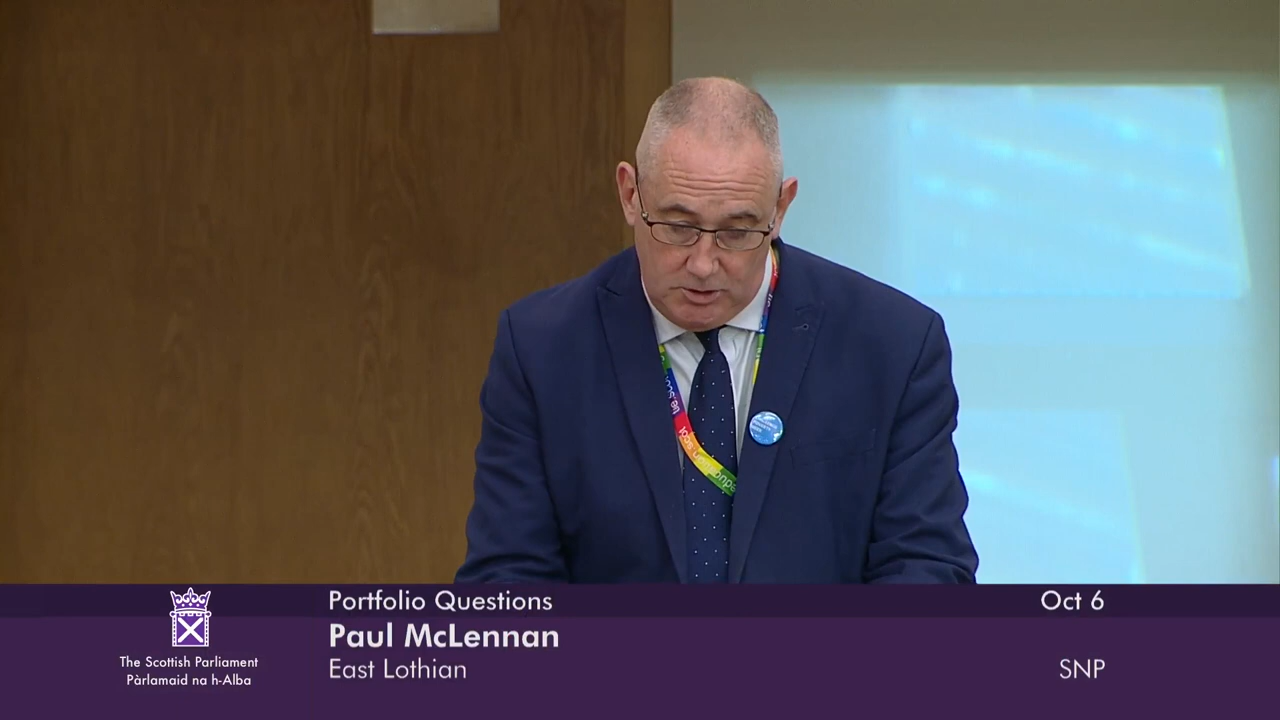 Portfolio Questions
Oct 6
Paul McLennan
East Lothian
SNP
The Scottish Parliament
Pàrlamaid na h-Alba